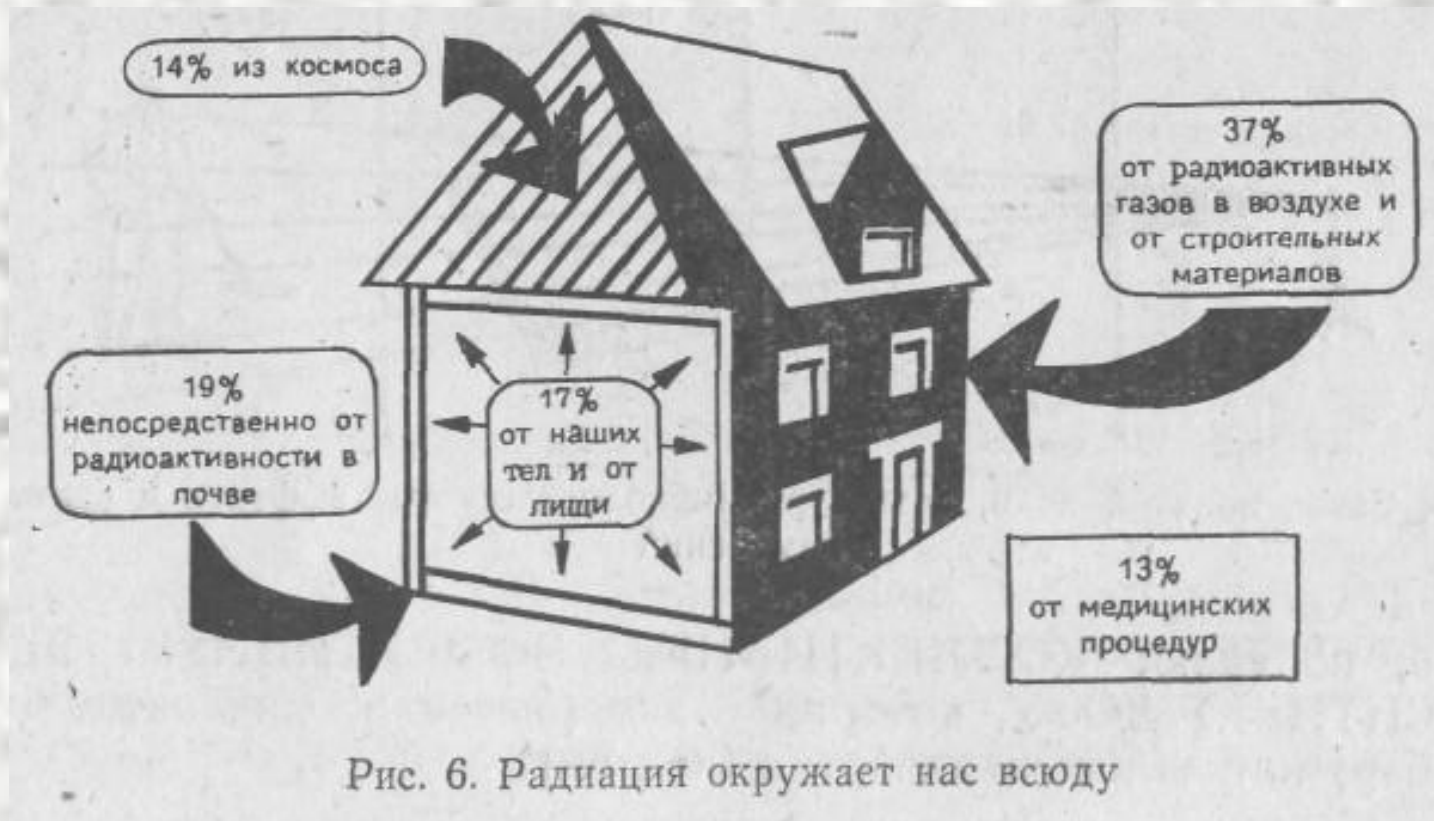 14% из космоса
37%
от радиоактивных
газов в воздухе и
от строительных
материалов
19%
непосредственно от
радиоактивности в
почве
17%
от наших
тел и от
пищи
13%
от медицинских
процедур
Рис. 6. Радиация окружает нас всюду